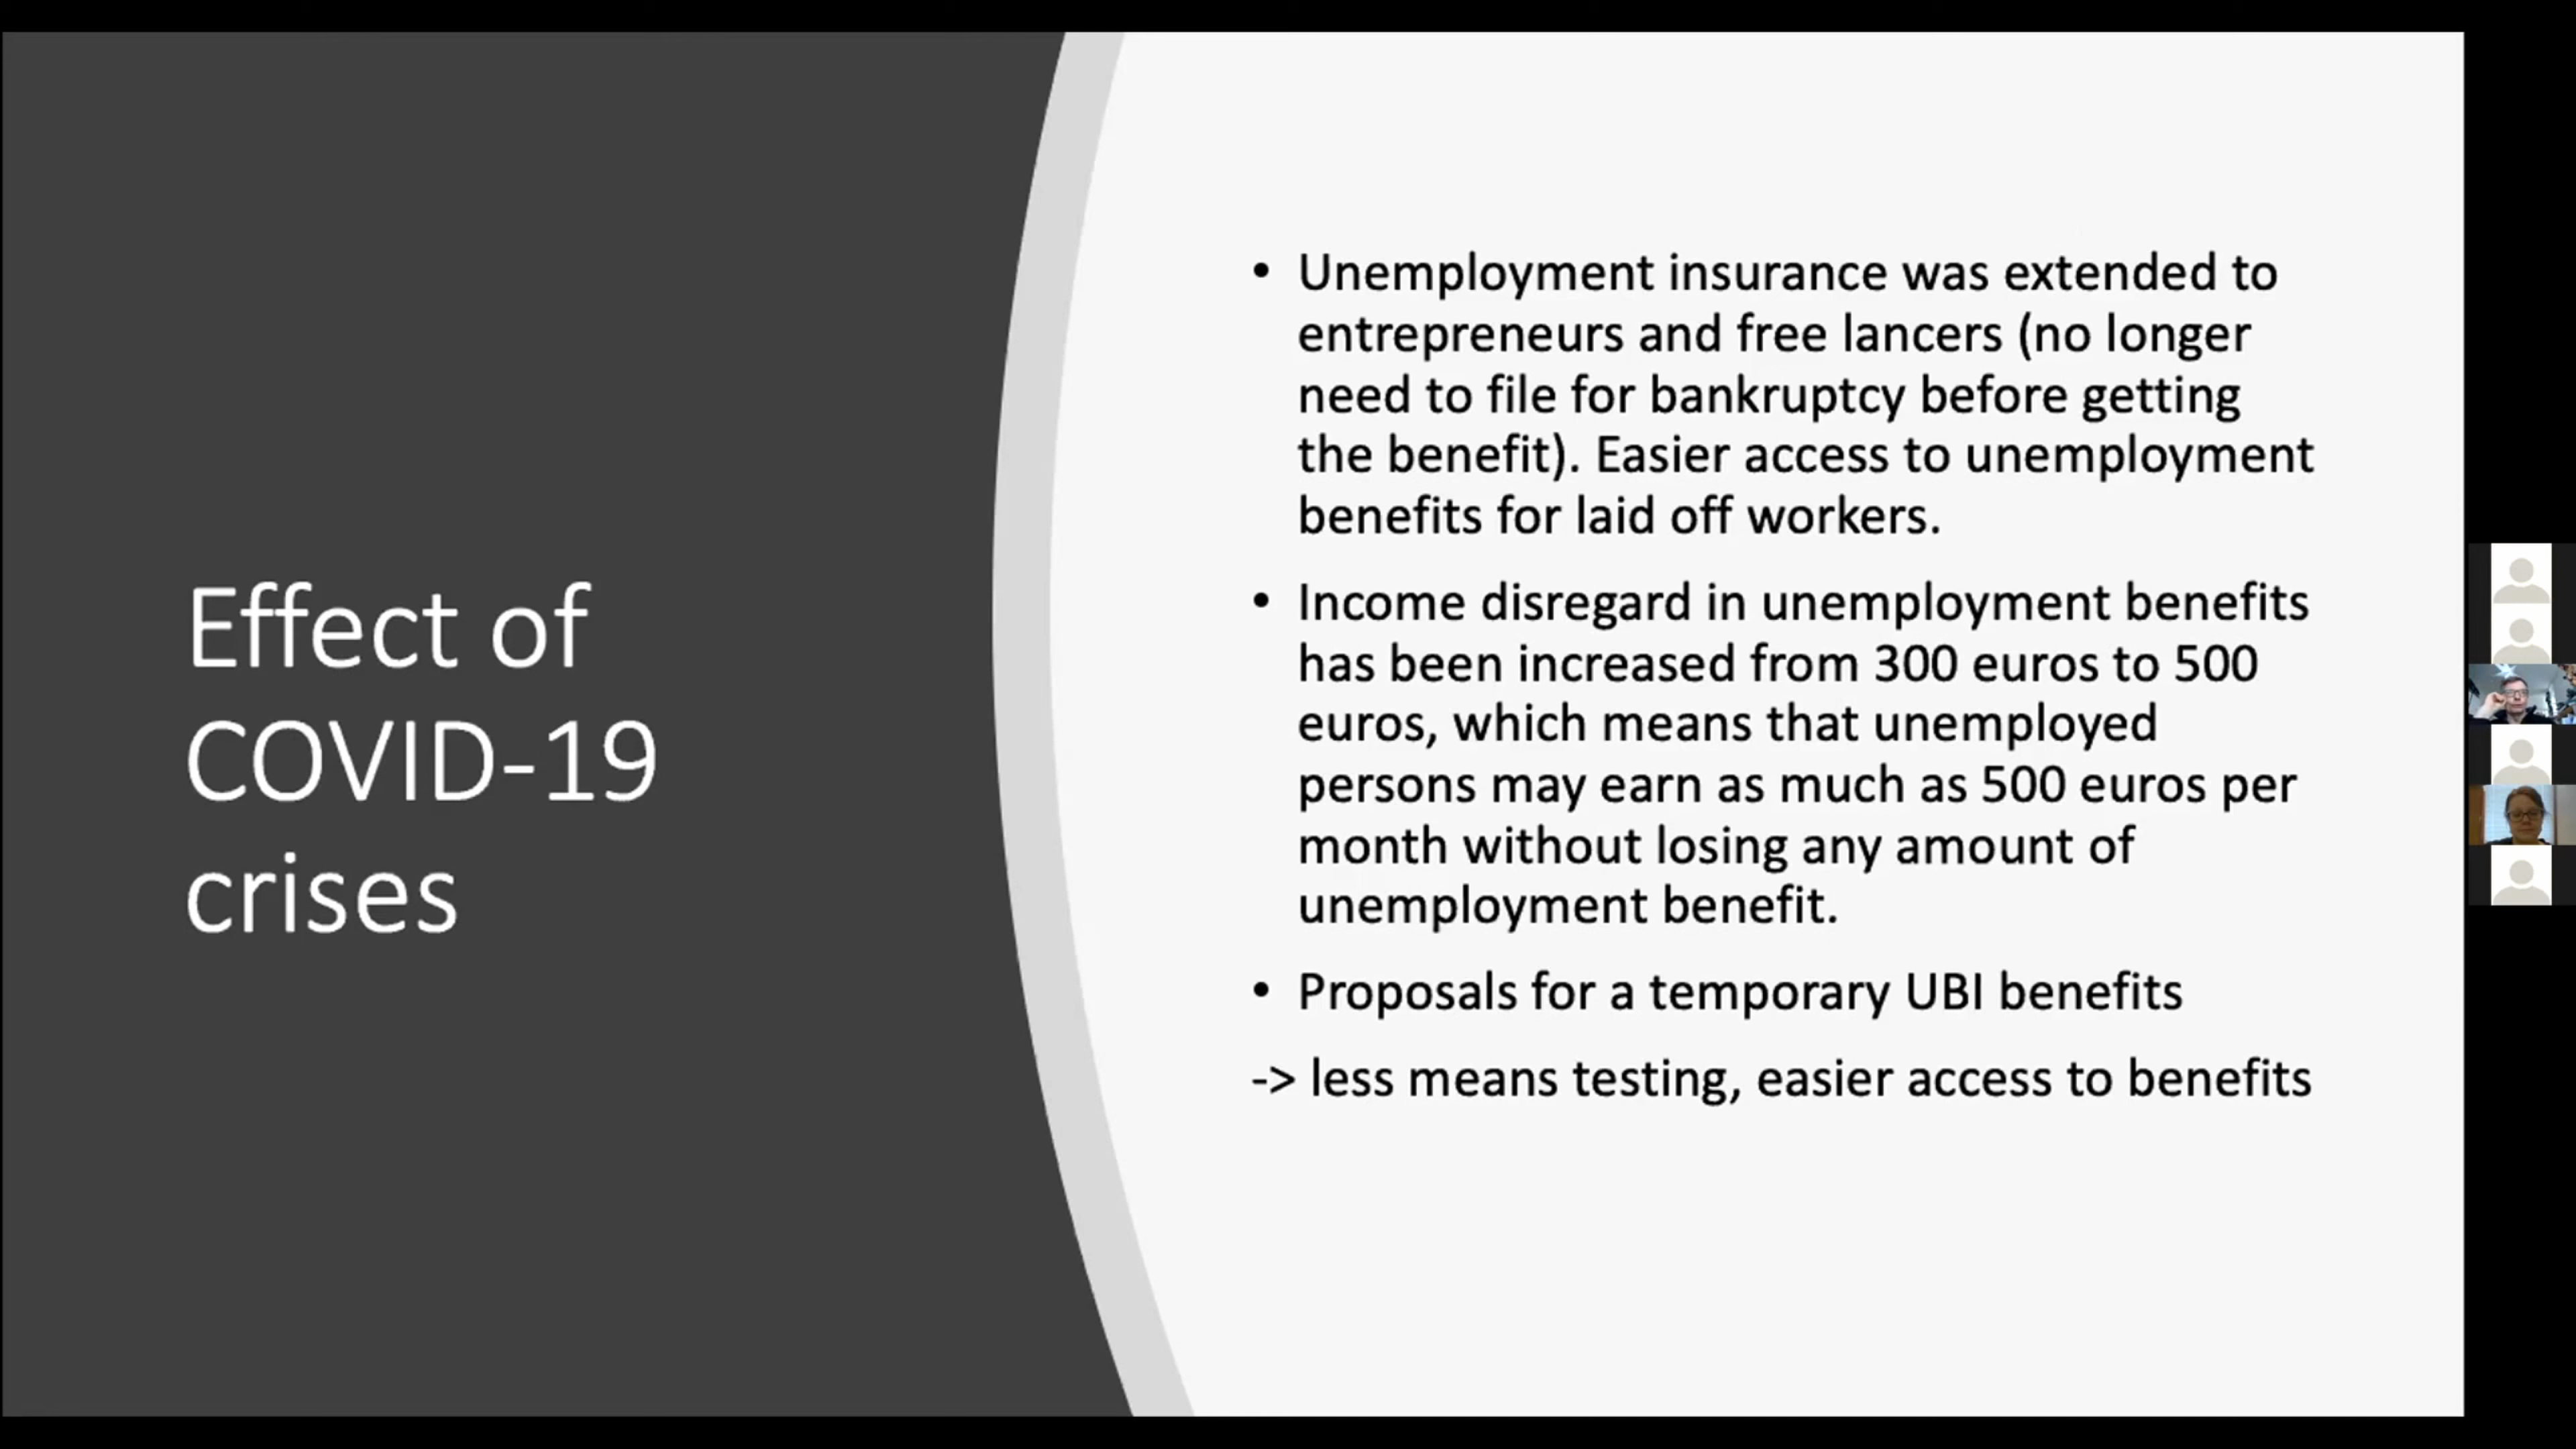 Effect of
COVID-19
crises
• Unemployment insurance was extended to
entrepreneurs and free lancers (no longer
need to file for bankruptcy before getting
the benefit). Easier access to unemployment
benefits for laid off workers.
• Income disregard in unemployment benefits
has been increased from 300 euros to 500
euros, which means that unemployed
persons may earn as much as 500 euros per
month without losing any amount of
unemployment benefit.
• Proposals for a temporary UBI benefits
-> less means testing, easier access to benefits